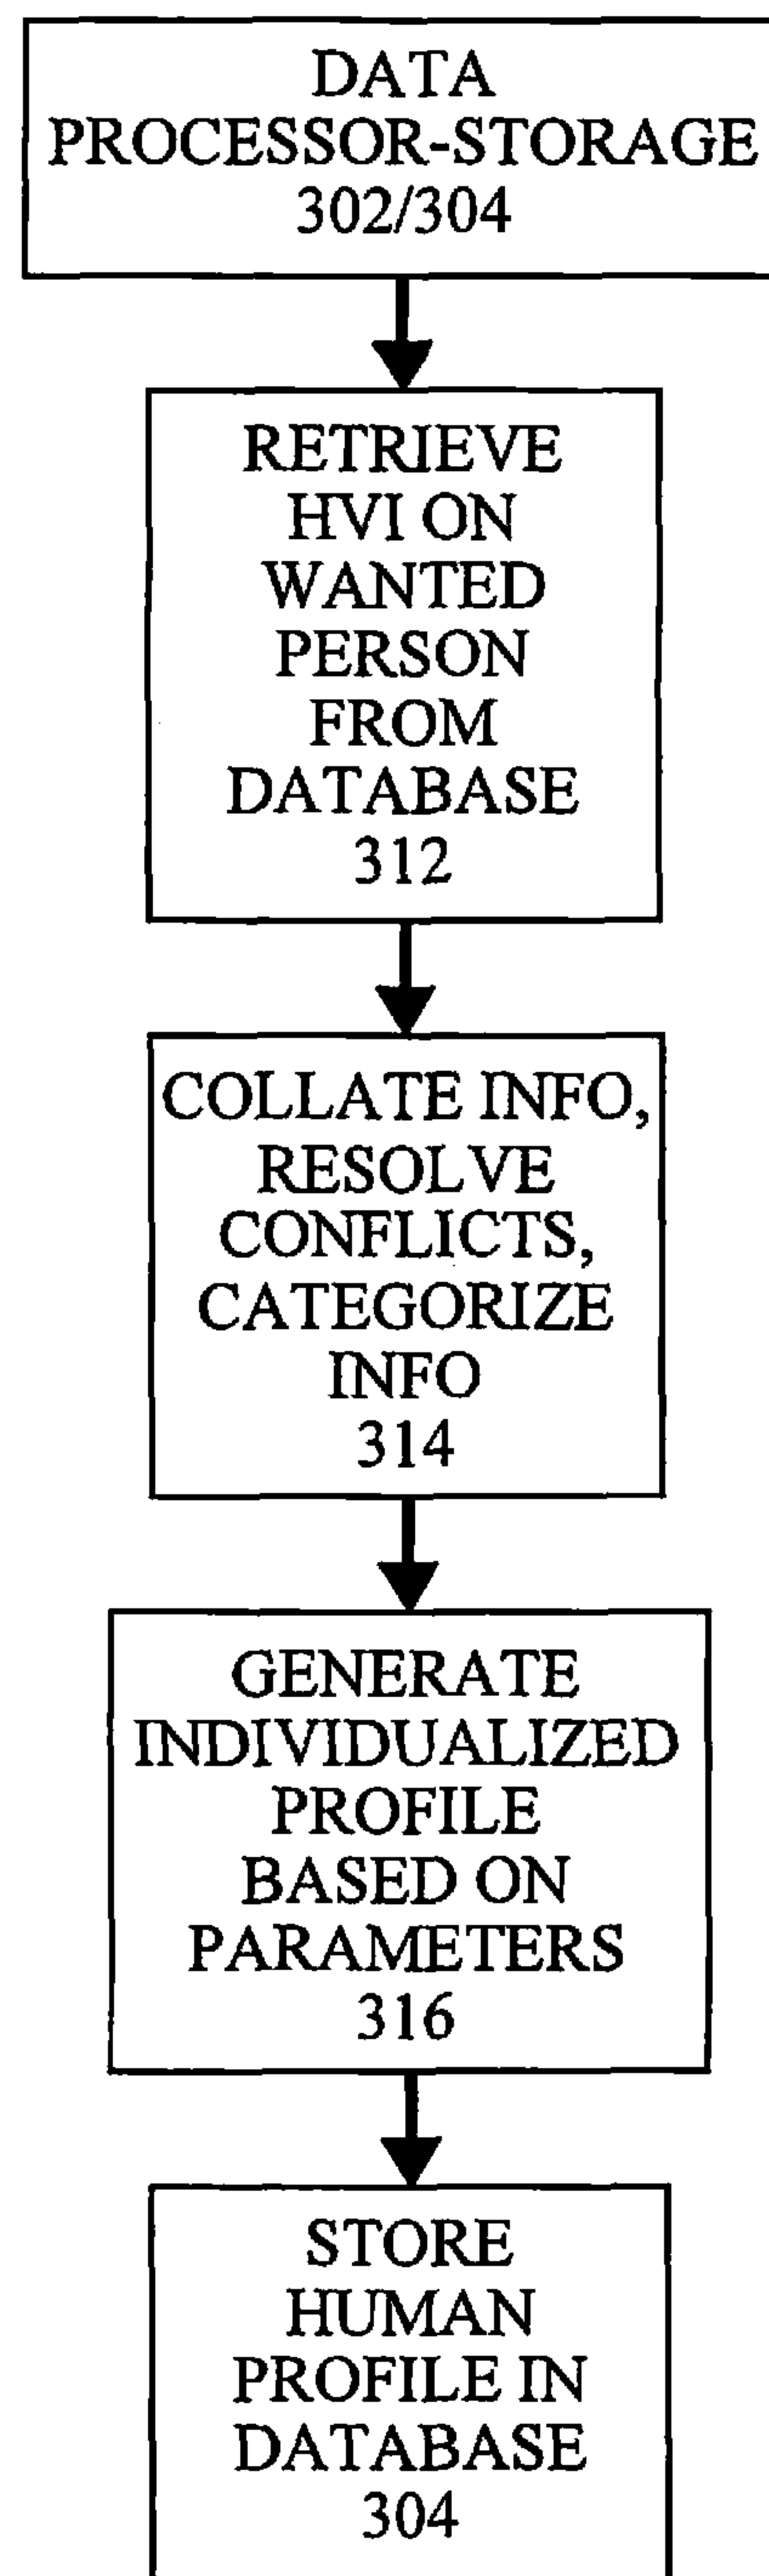 DATA
PROCESSOR-STORAGE
302/304
RETRIEVE
HVI ON
WANTED
PERSON
FROM
DATABASE
312
COLLATE INFO,
RESOLVE
CONFLICTS,
CATEGORIZE
INFO
314
GENERATE
INDIVIDUALIZED
PROFILE
BASED ON
PARAMETERS
316
STORE
HUMAN
PROFILE IN
DATABASE
304